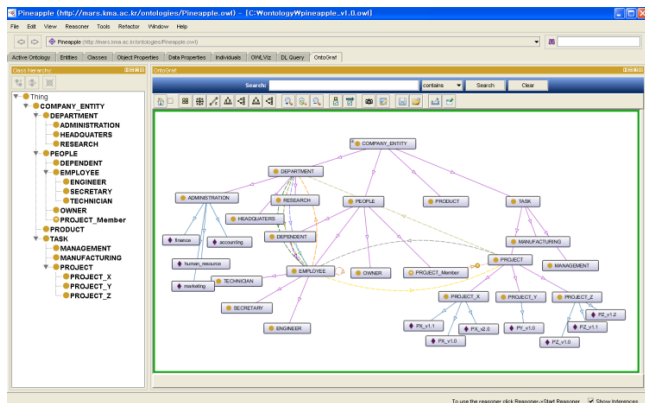 Pineapple (http://mars.kma.ac.kr/ontologies/Pineapple.owl) - [C:₩ontology₩pineapple_v1.0.owl]
File Edit View Reasoner Tools Refactor Window Help
Pineapple (http://mars.kma.ac.kr/ontologies/Pineapple.owl)
Active Ontology Entities Classes Object Properties Data Properties Individuals OWLViz DL Query OntoGraf
Class hierarchy
OntoGraf
Search: contains Search Clear
Thing
COMPANY_ENTITY
DEPARTMENT
ADMINISTRATION
HEADQUATERS
RESEARCH
PEOPLE
DEPENDENT
EMPLOYEE
ENGINEER
SECRETARY
TECHNICIAN
OWNER
PROJECT_Member
PRODUCT
TASK
MANAGEMENT
MANUFACTURING
PROJECT
PROJECT_X
PROJECT_Y
PROJECT_Z
COMPANY_ENTITY
DEPARTMENT
ADMINISTRATION RESEARCH PEOPLE PRODUCT TASK
HEADQUATERS
finance accounting DEPENDENT MANUFACTURING
human_resource EMPLOYEE OWNER PROJECT_Member PROJECT MANAGEMENT
marketing TECHNICIAN
PROJECT_X PROJECT_Y PROJECT_Z
SECRETARY
ENGINEER PX_v1.1 PX_v2.0 PY_v1.0 PZ_v1.1 PZ_v1.2
PX_v1.0 PZ_v1.0
To use the reasoner click Reasoner->Start Reasoner Show Inferences